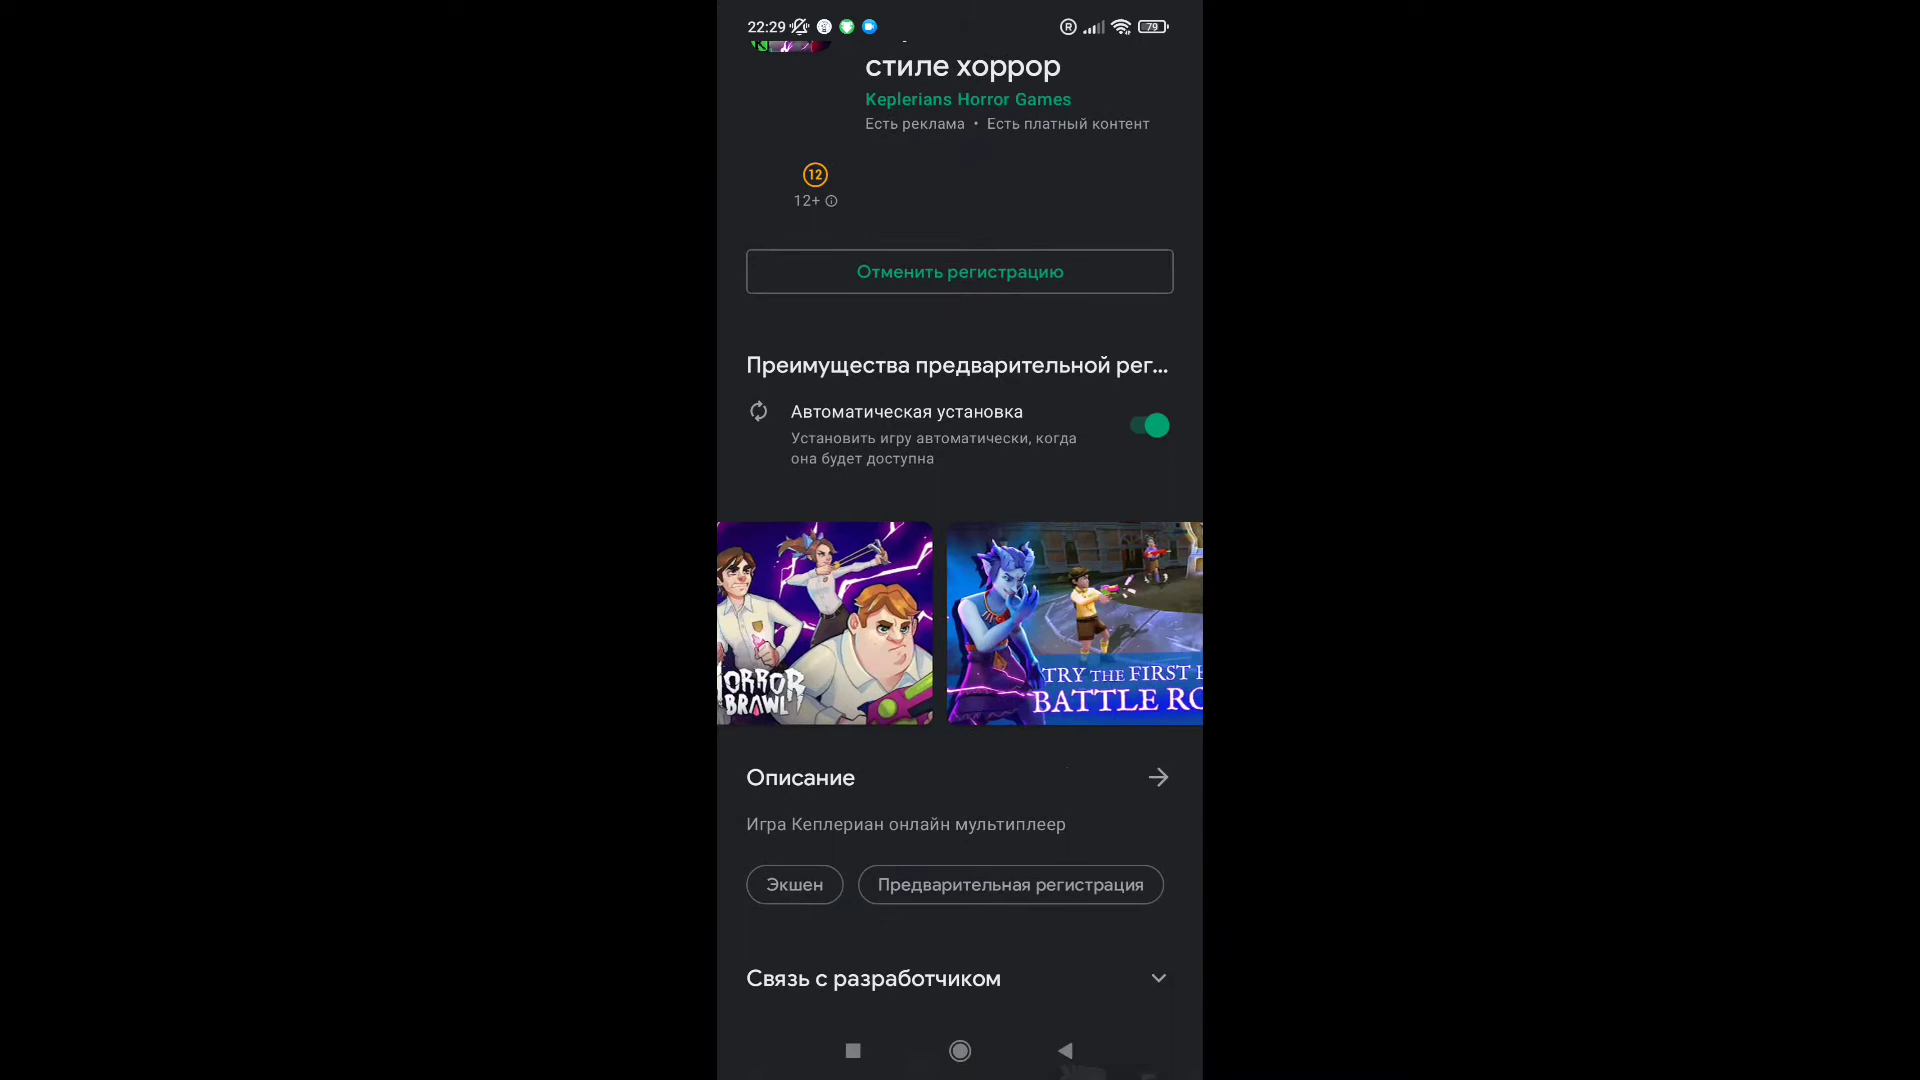 22:29
R
79
стиле хоррор
Keplerians Horror Games
Есть реклама • Есть платный контент
12
12+
Отменить регистрацию
Преимущества предварительной рег...
Автоматическая установка
Установить игру автоматически, когда
она будет доступна
ORROR
BRAWL
TRY THE FIRST
BATTLE RO
Описание
Игра Кеплериан онлайн мультиплеер
Экшен
Предварительная регистрация
Связь с разработчиком